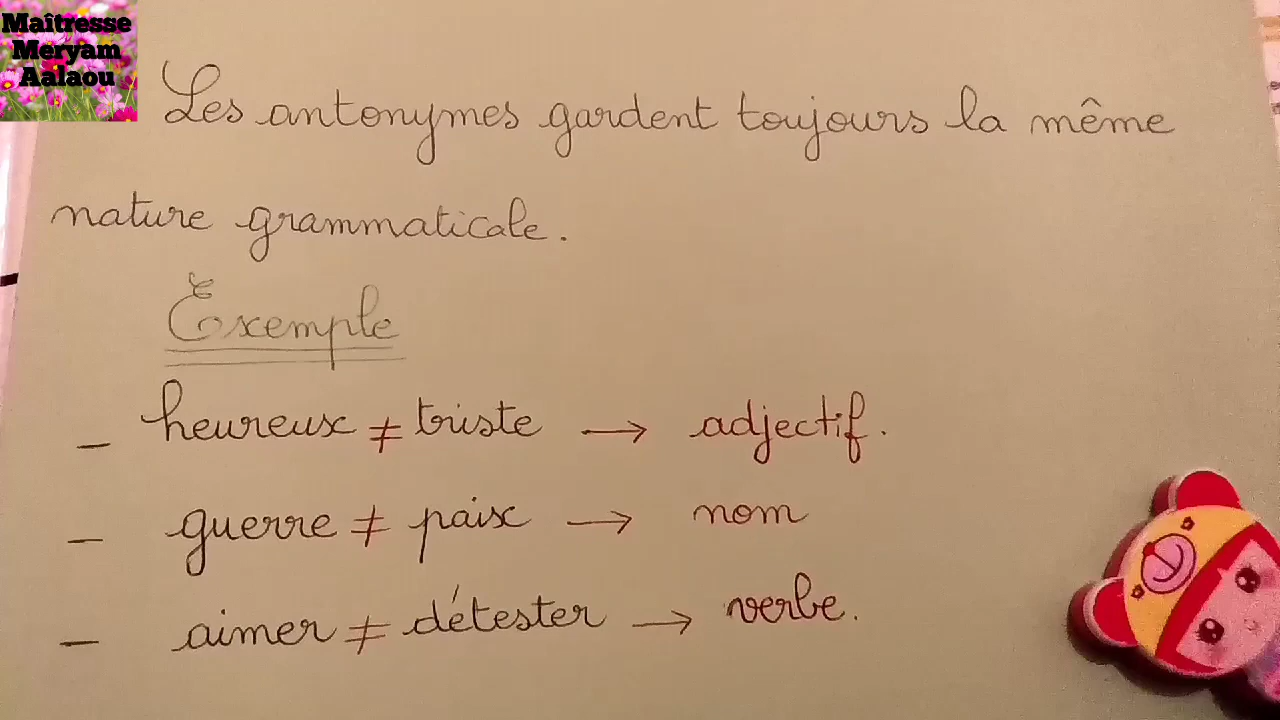 Maîtresse
Meryam
Aalaou
Les antonymes gardent toujours la même
nature grammaticale.
Exemple
- heureux ≠ triste → adjectif.
- guerre ≠ paix → nom
- aimer ≠ détester → verbe.